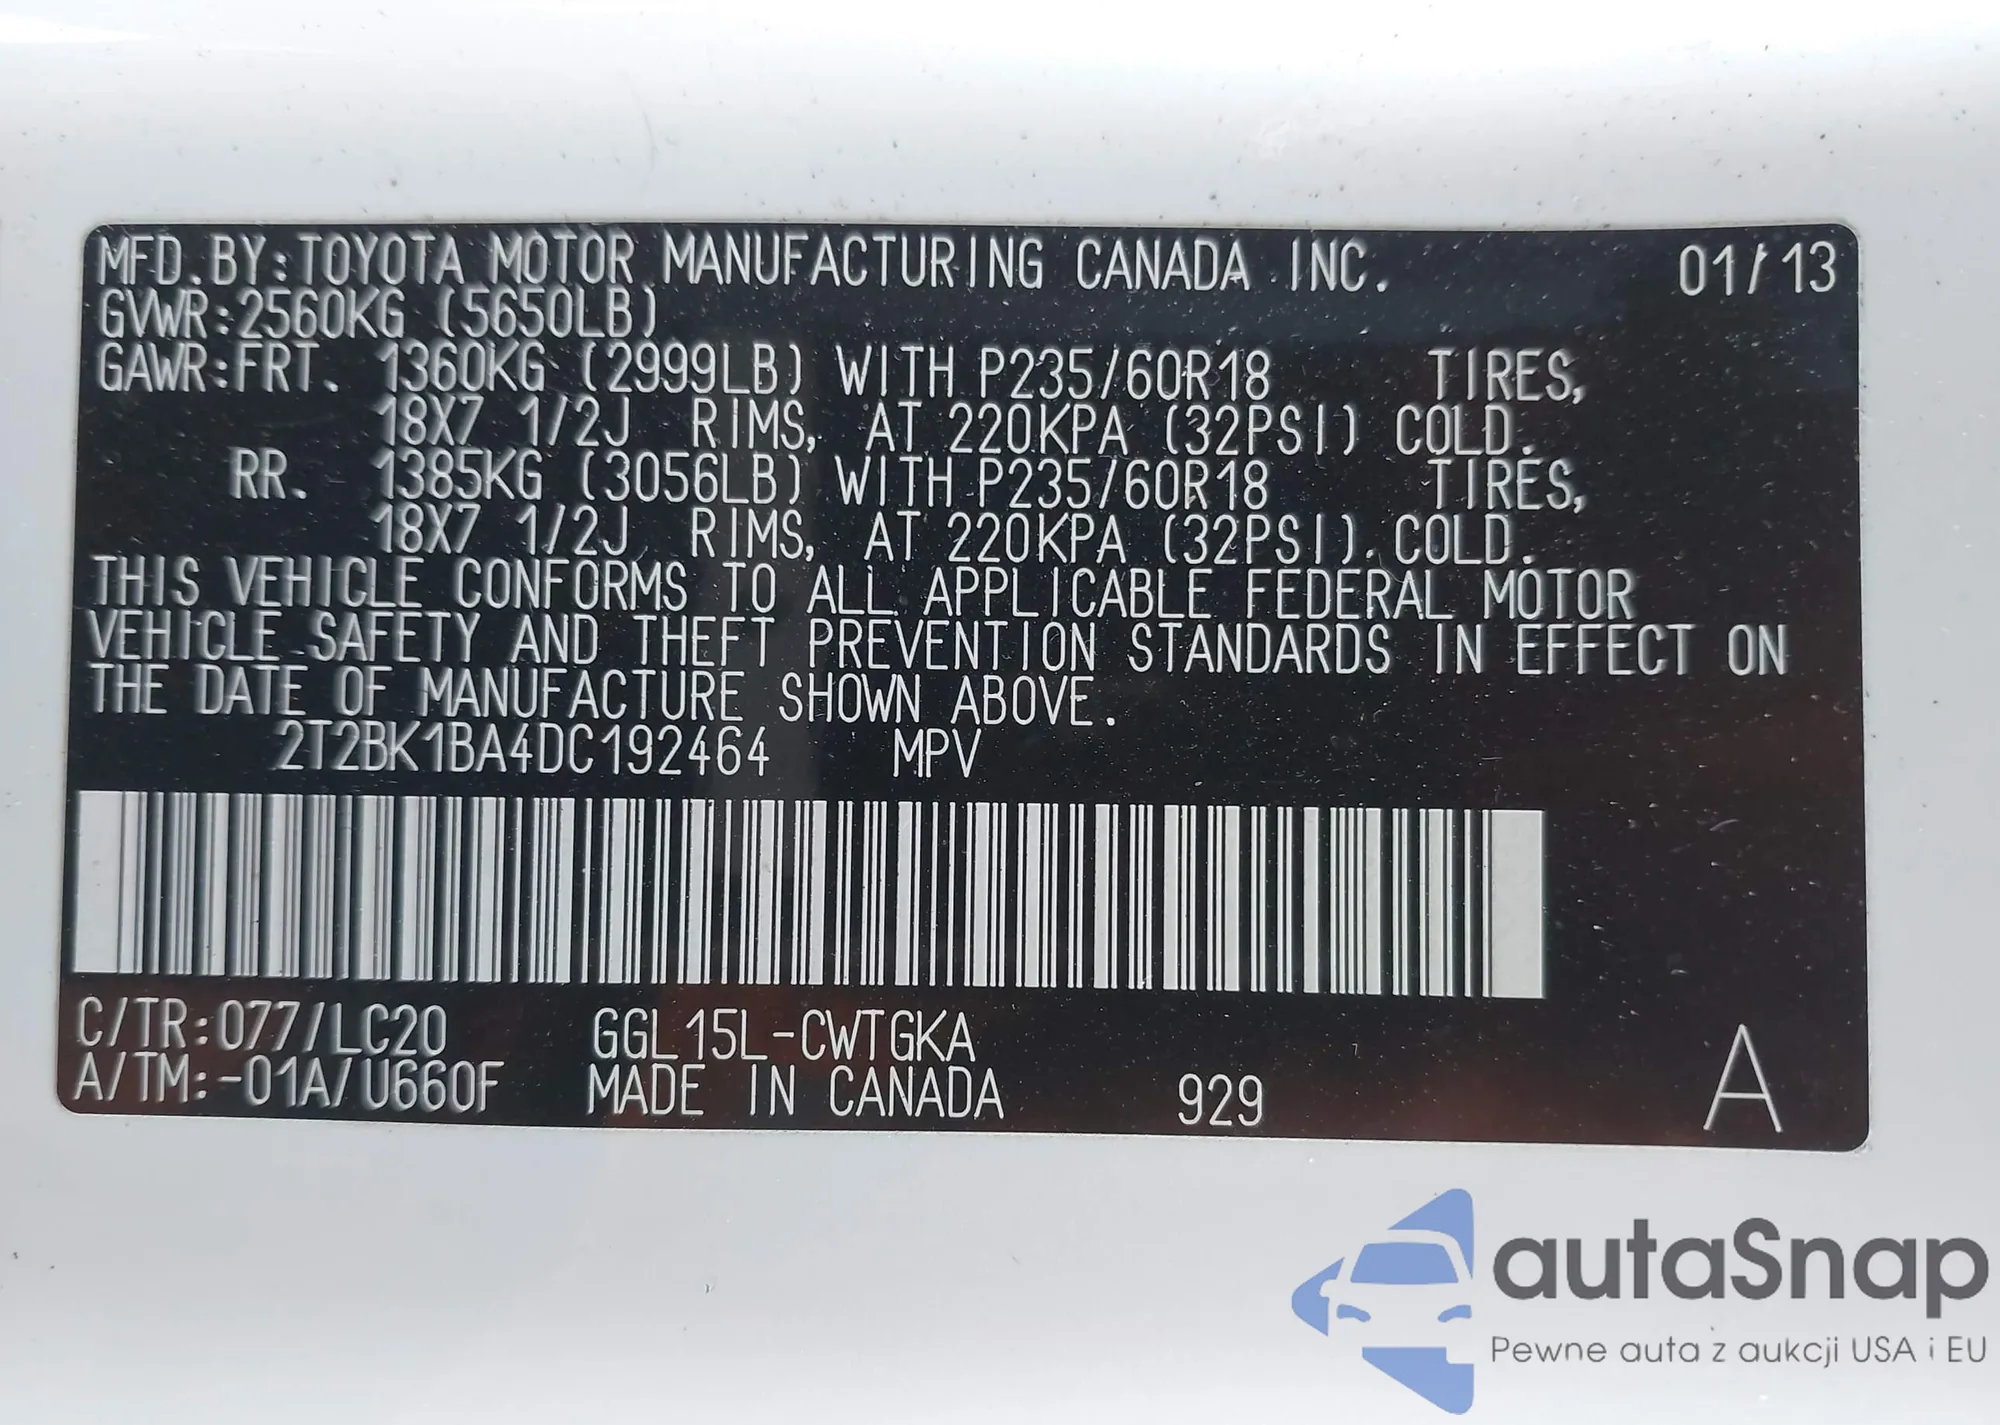 MFD.BY:TOYOTA MOTOR MANUFACTURING CANADA INC. 01/13
GVWR:2560KG (5650LB)
GAWR:FRT. 1360KG (2999LB) WITH P235/60R18 TIRES,
18X7 1/2J RIMS, AT 220KPA (32PSI) COLD.
RR. 1385KG (3056LB) WITH P235/60R18 TIRES,
18X7 1/2J RIMS, AT 220KPA (32PSI). COLD.
THIS VEHICLE CONFORMS TO ALL APPLICABLE FEDERAL MOTOR
VEHICLE SAFETY AND THEFT PREVENTION STANDARDS IN EFFECT ON
THE DATE OF MANUFACTURE SHOWN ABOVE.
2T2BK1BA4DC192464 MPV
C/TR:077/LC20 GGL15L-CWTGKA
A/TM:-01A/U660F MADE IN CANADA 929 A
autaSnap
Pewne auta z aukcji USA i EU